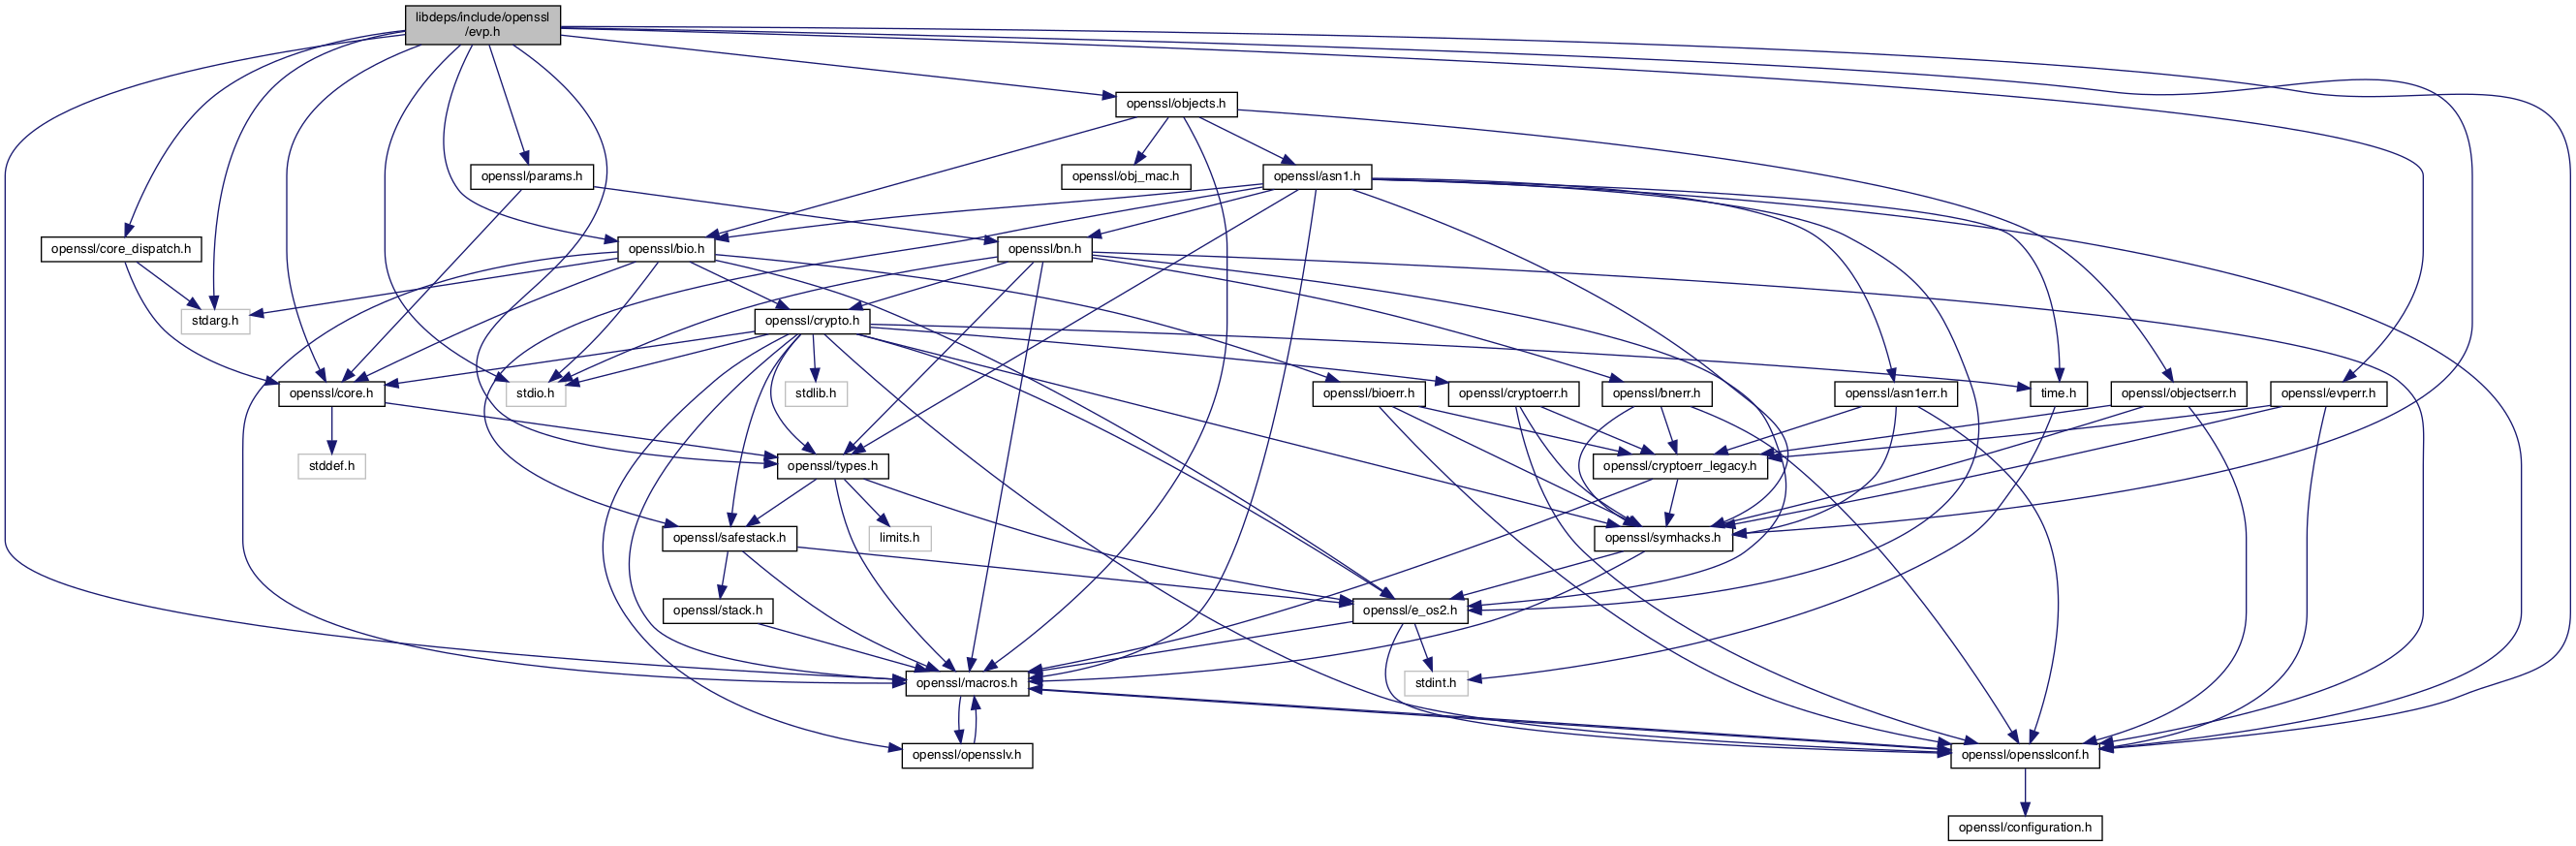 libdeps/include/openssl
/evp.h
openssl/objects.h
openssl/params.h
openssl/obj_mac.h
openssl/asn1.h
openssl/core_dispatch.h
openssl/bio.h
openssl/bn.h
stdarg.h
openssl/crypto.h
openssl/core.h
stdio.h
stdlib.h
openssl/bioerr.h
openssl/cryptoerr.h
openssl/bnerr.h
openssl/asn1err.h
time.h
openssl/objectserr.h
openssl/evperr.h
stddef.h
openssl/types.h
openssl/cryptoerr_legacy.h
openssl/safestack.h
limits.h
openssl/symhacks.h
openssl/stack.h
openssl/e_os2.h
openssl/macros.h
stdint.h
openssl/opensslv.h
openssl/opensslconf.h
openssl/configuration.h